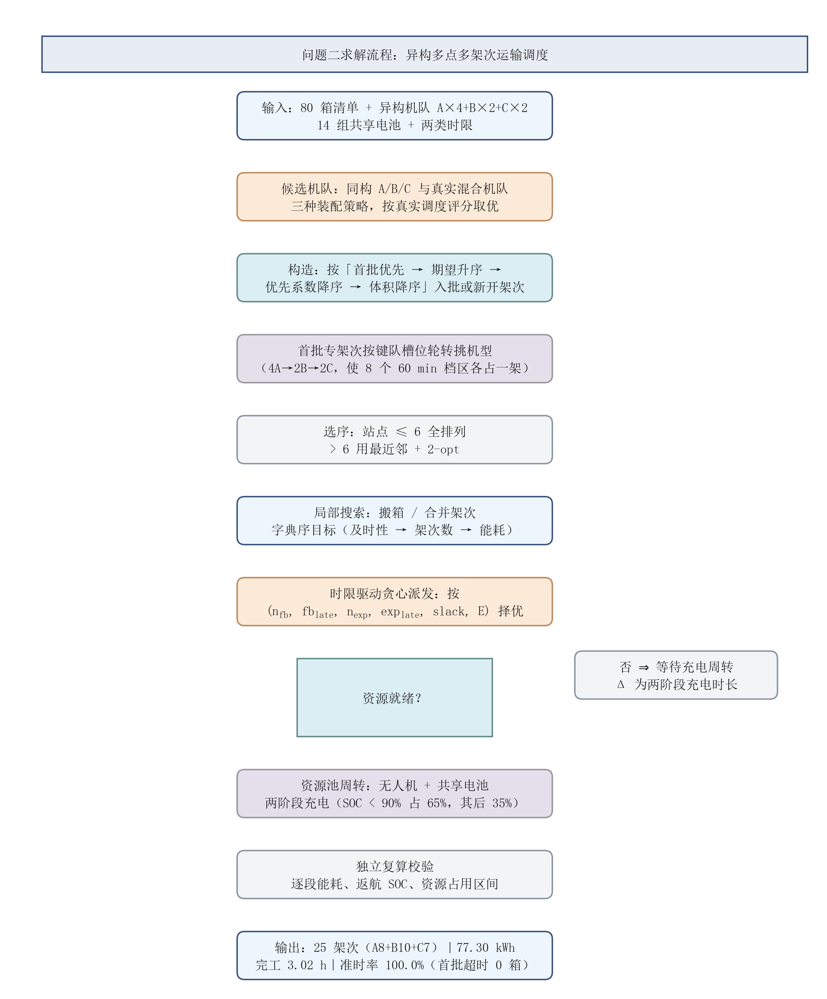 问题二求解流程：异构多点多架次运输调度
输入：80 箱清单 + 异构机队 A×4+B×2+C×2
14 组共享电池 + 两类时限
候选机队：同构 A/B/C 与真实混合机队
三种装配策略，按真实调度评分取优
构造：按「首批优先 → 期望升序 →
优先系数降序 → 体积降序」入批或新开架次
首批专架次按键队槽位轮转挑机型
（4A→2B→2C，使 8 个 60 min 档区各占一架）
选序：站点 ≤ 6 全排列
> 6 用最近邻 + 2-opt
局部搜索：搬箱 / 合并架次
字典序目标（及时性 → 架次数 → 能耗）
时限驱动贪心派发：按
(n_fb, fb_late, n_exp, exp_late, slack, E) 择优
否 ⇒ 等待充电周转
Δ 为两阶段充电时长
资源就绪？
资源池周转：无人机 + 共享电池
两阶段充电（SOC < 90% 占 65%，其后 35%）
独立复算校验
逐段能耗、返航 SOC、资源占用区间
输出：25 架次（A8+B10+C7）｜77.30 kWh
完工 3.02 h｜准时率 100.0%（首批超时 0 箱）